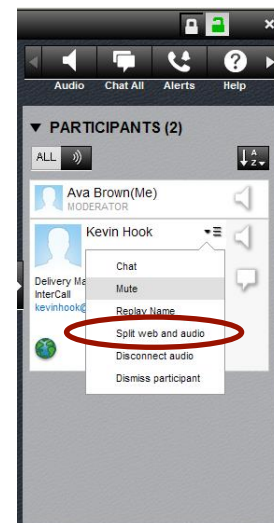 Audio Chat All Alerts Help
▼ PARTICIPANTS (2)
ALL
A
Z
Ava Brown(Me)
MODERATOR
Kevin Hook
Delivery Ma
InterCall
kevinhook@
Chat
Mute
Replay Name
Split web and audio
Disconnect audio
Dismiss participant